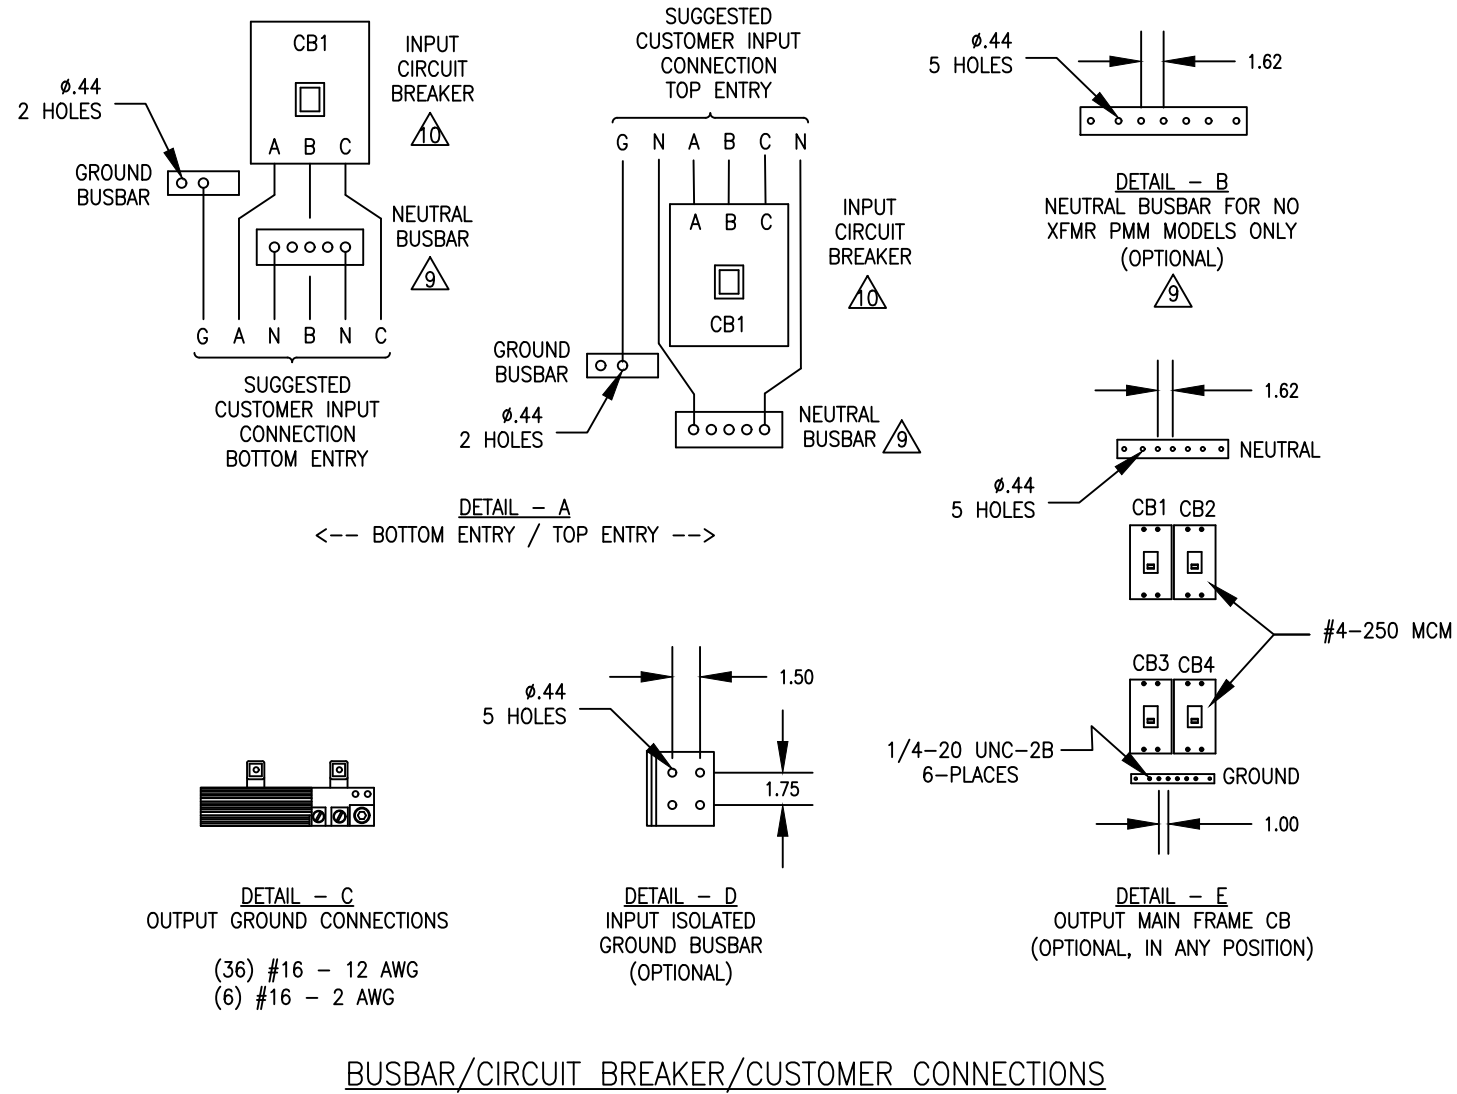 CB1
INPUT
CIRCUIT
BREAKER
10
ø.44
2 HOLES
A B C
GROUND
BUSBAR
NEUTRAL
BUSBAR
9
G A N B N C
SUGGESTED
CUSTOMER INPUT
CONNECTION
BOTTOM ENTRY
SUGGESTED
CUSTOMER INPUT
CONNECTION
TOP ENTRY
G N A B C N
A B C
CB1
INPUT
CIRCUIT
BREAKER
10
GROUND
BUSBAR
ø.44
2 HOLES
NEUTRAL
BUSBAR
9
DETAIL - A
<-- BOTTOM ENTRY / TOP ENTRY -->
ø.44
5 HOLES
1.62
DETAIL - B
NEUTRAL BUSBAR FOR NO
XFMR PMM MODELS ONLY
(OPTIONAL)
9
1.62
NEUTRAL
ø.44
5 HOLES
CB1 CB2
#4-250 MCM
CB3 CB4
1/4-20 UNC-2B
6-PLACES
GROUND
1.00
DETAIL - E
OUTPUT MAIN FRAME CB
(OPTIONAL, IN ANY POSITION)
DETAIL - C
OUTPUT GROUND CONNECTIONS
(36) #16 - 12 AWG
(6) #16 - 2 AWG
1.50
ø.44
5 HOLES
1.75
DETAIL - D
INPUT ISOLATED
GROUND BUSBAR
(OPTIONAL)
BUSBAR/CIRCUIT BREAKER/CUSTOMER CONNECTIONS